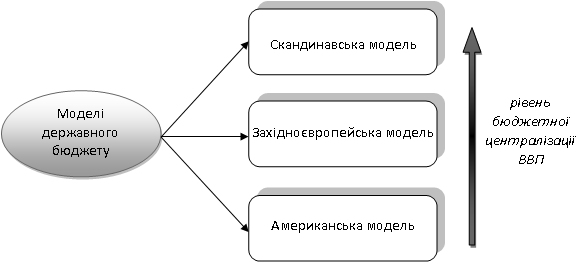 Моделі
державного
бюджету
Скандинавська модель
Західноєвропейська модель
Американська модель
рівень
бюджетної
централізації
ВВП